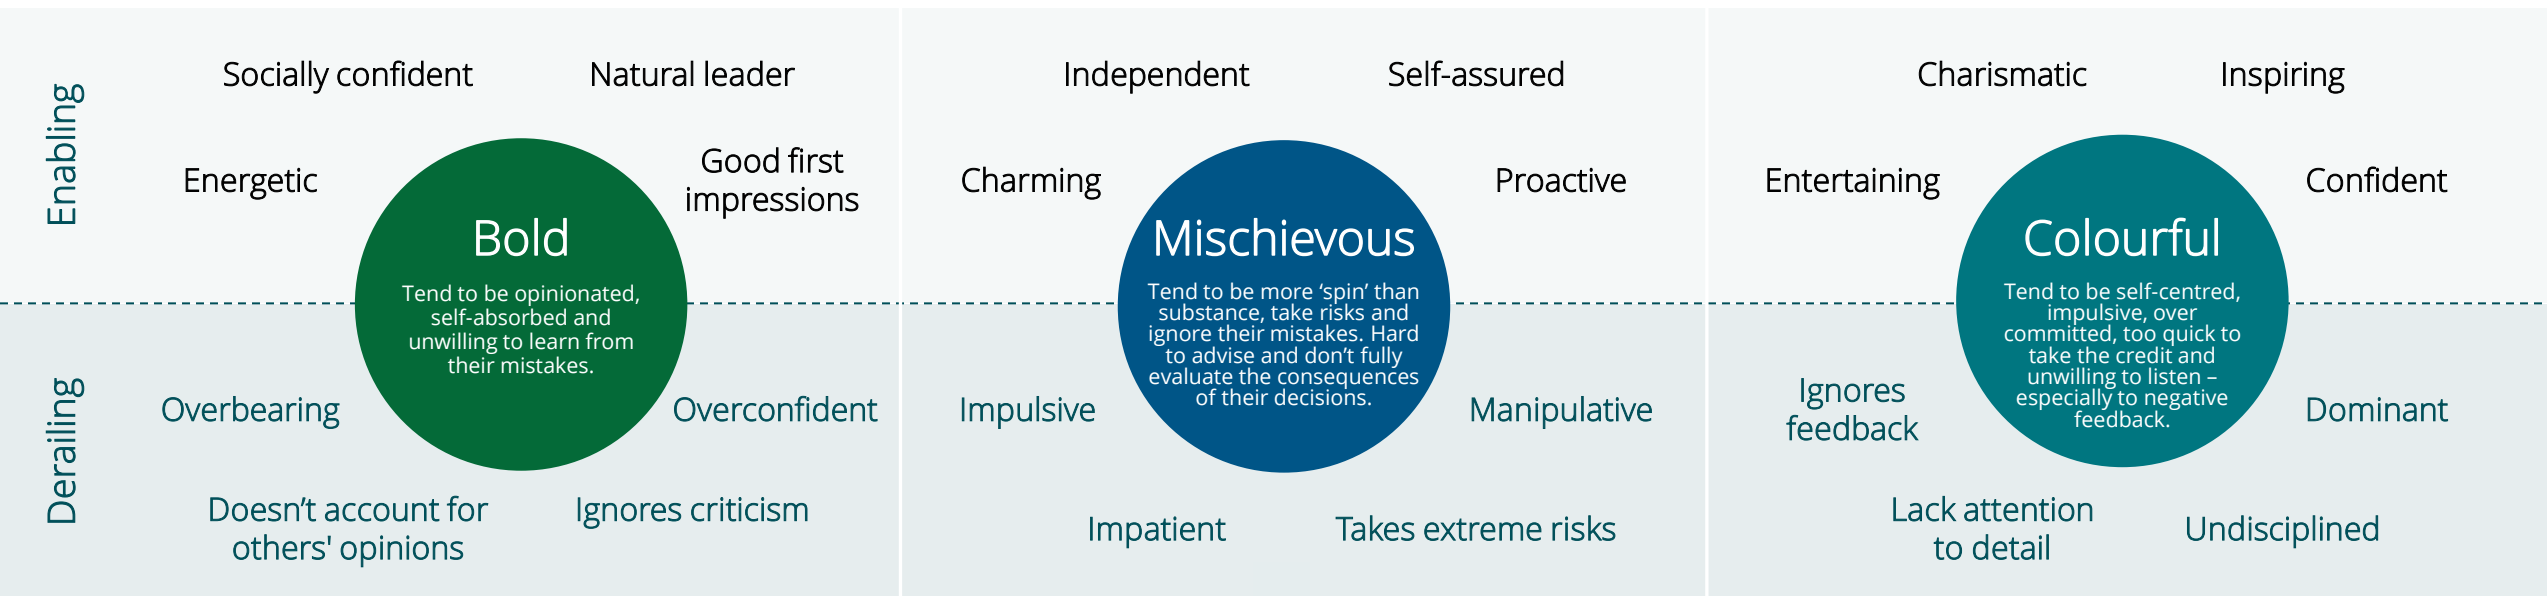 Enabling
Socially confident
Natural leader
Energetic
Good first
impressions
Bold
Tend to be opinionated,
self-absorbed and
unwilling to learn from
their mistakes.
Derailing
Overbearing
Overconfident
Doesn’t account for
others' opinions
Ignores criticism
Independent
Self-assured
Charming
Proactive
Mischievous
Tend to be more ‘spin’ than
substance, take risks and
ignore their mistakes. Hard
to advise and don’t fully
evaluate the consequences
of their decisions.
Impulsive
Manipulative
Impatient
Takes extreme risks
Charismatic
Inspiring
Entertaining
Confident
Colourful
Tend to be self-centred,
impulsive, over
committed, too quick to
take the credit and
unwilling to listen –
especially to negative
feedback.
Ignores
feedback
Dominant
Lack attention
to detail
Undisciplined